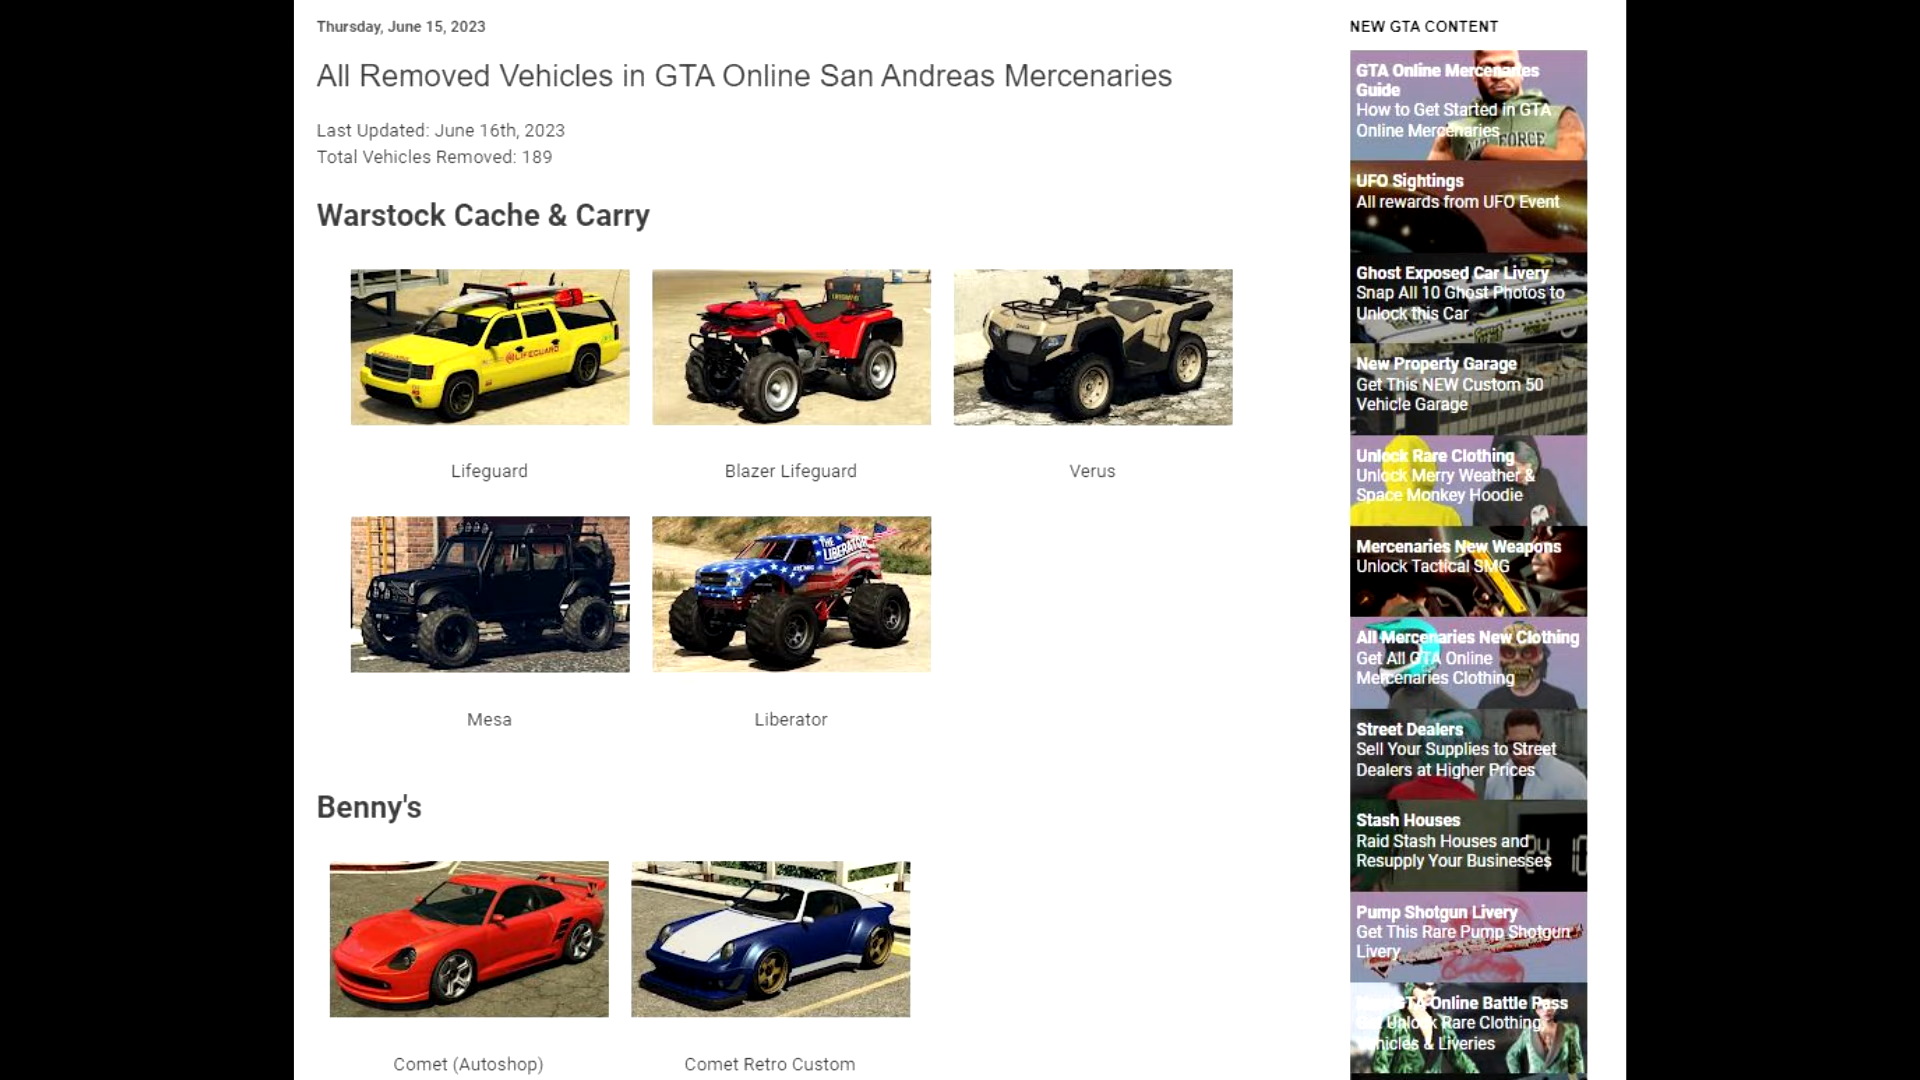 Thursday, June 15, 2023
All Removed Vehicles in GTA Online San Andreas Mercenaries
Last Updated: June 16th, 2023
Total Vehicles Removed: 189
Warstock Cache & Carry
LIFEGUARD
THE LIBERATOR
Lifeguard
Blazer Lifeguard
Verus
Mesa
Liberator
Benny's
Comet (Autoshop)
Comet Retro Custom
NEW GTA CONTENT
GTA Online Mercenaries
Guide
How to Get Started in GTA
Online Mercenaries
FORCE
UFO Sightings
All rewards from UFO Event
Ghost Exposed Car Livery
Snap All 10 Ghost Photos to
Unlock this Car
New Property Garage
Get This NEW Custom 50
Vehicle Garage
Unlock Rare Clothing
Unlock Merry Weather &
Space Monkey Hoodie
Mercenaries New Weapons
Unlock Tactical SMG
All Mercenaries New Clothing
Get All GTA Online
Mercenaries Clothing
Street Dealers
Sell Your Supplies to Street
Dealers at Higher Prices
Stash Houses
Raid Stash Houses and
Resupply Your Businesses
Pump Shotgun Livery
Get This Rare Pump Shotgun
Livery
GTA Online Battle Pass
Unlock Rare Clothing,
Vehicles & Liveries